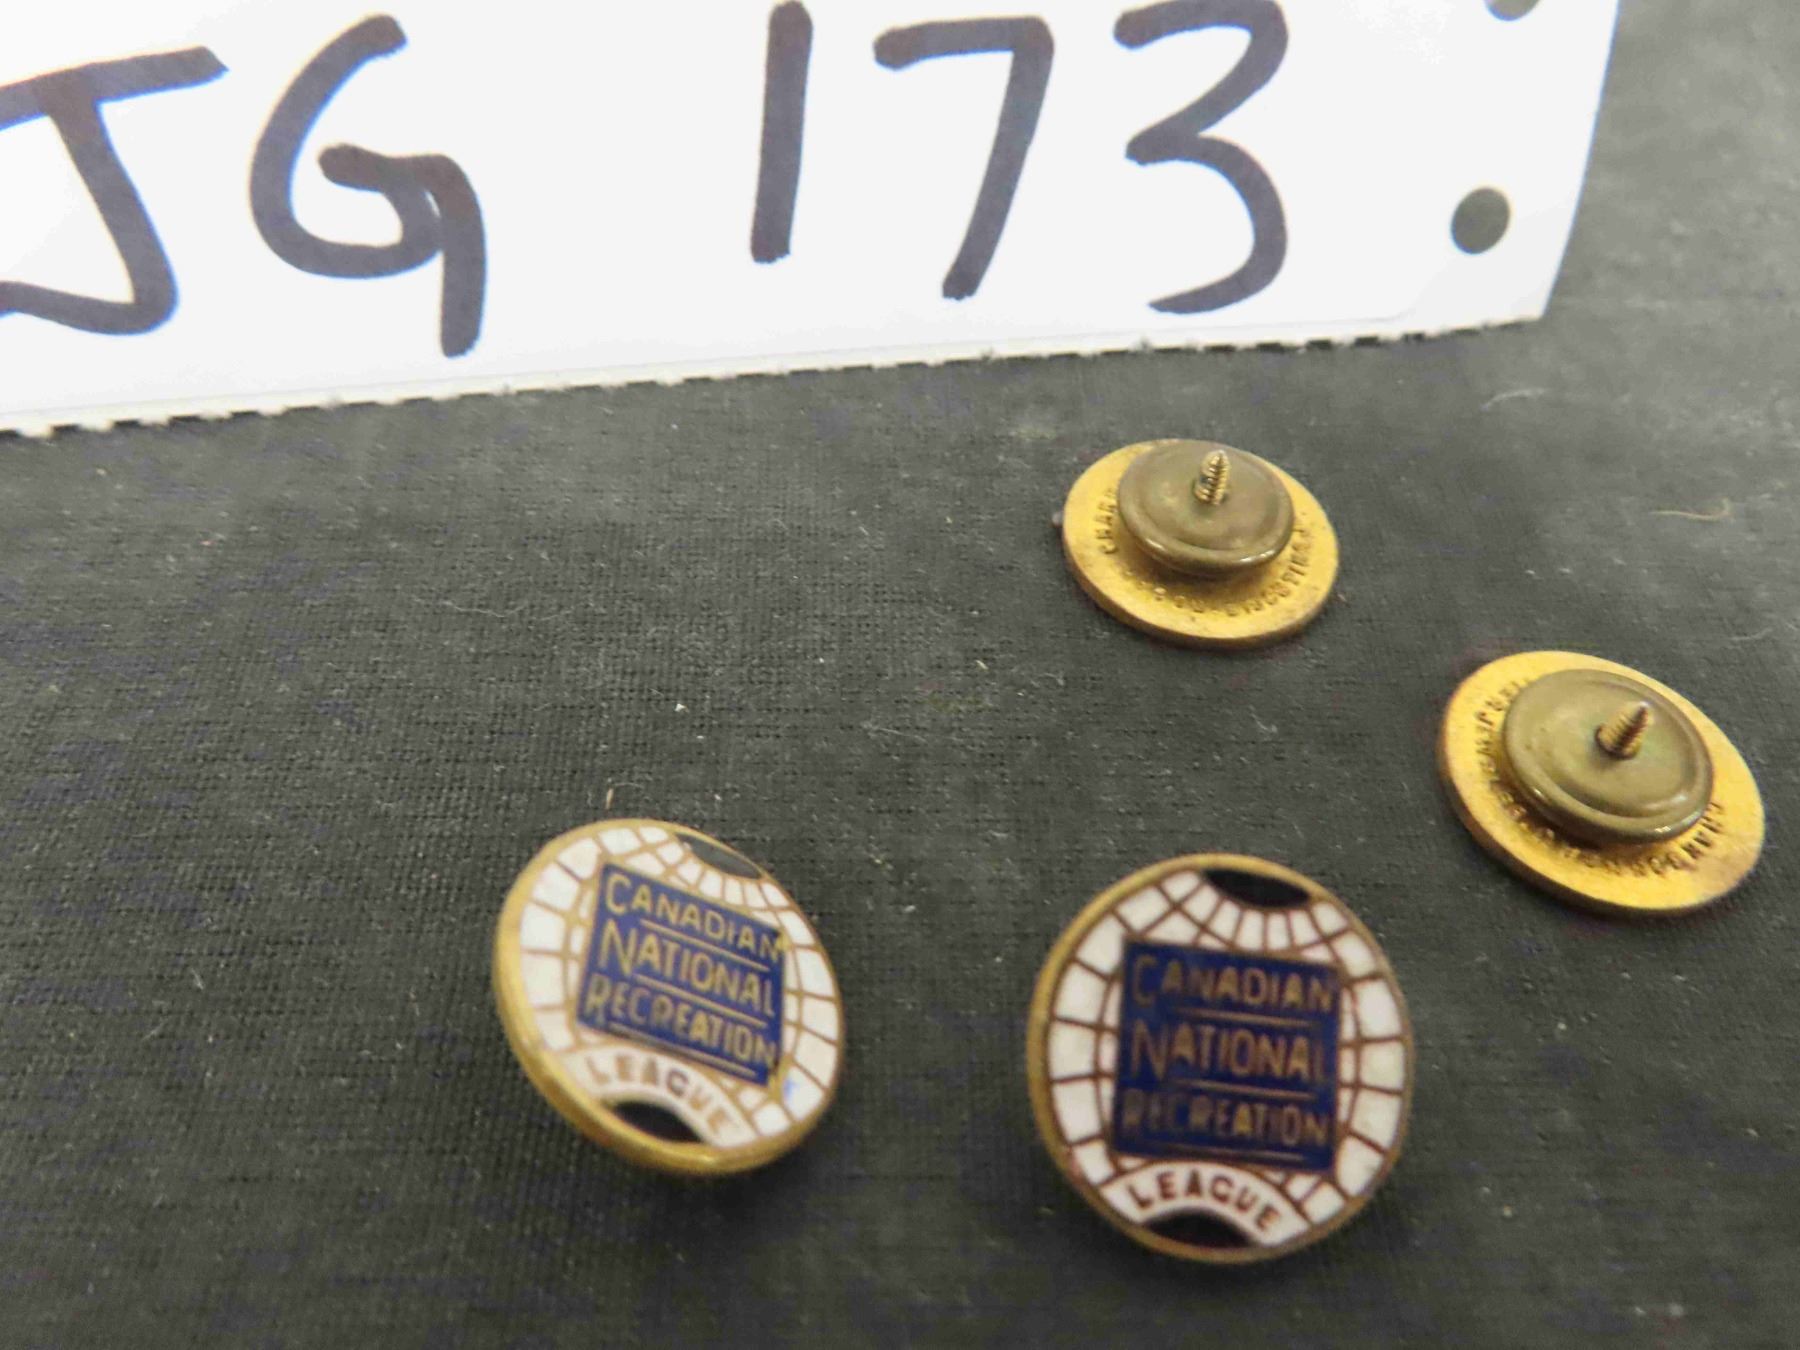 JG 173
CANADIAN
NATIONAL
RECREATION
LEAGUE
CANADIAN
NATIONAL
RECREATION
LEAGUE